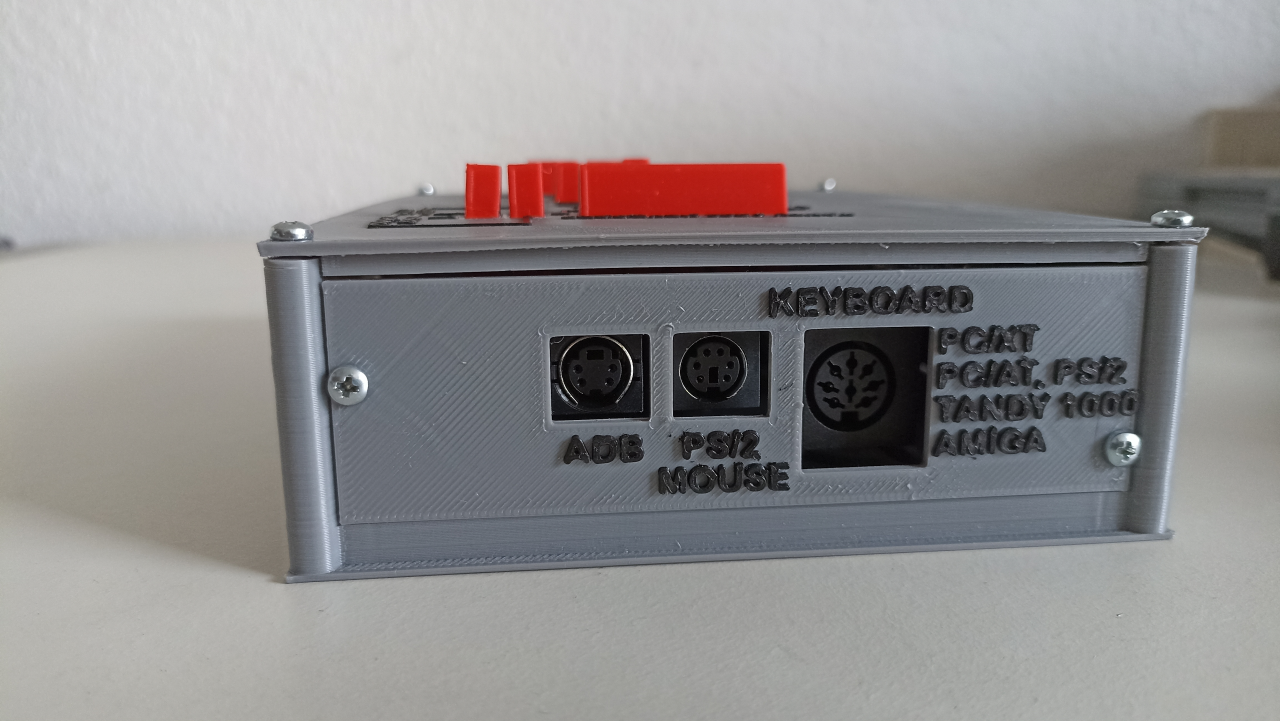 KEYBOARD
PC/XT
PC/AT, PS/2
TANDY 1000
AMIGA
ADB
PS/2
MOUSE